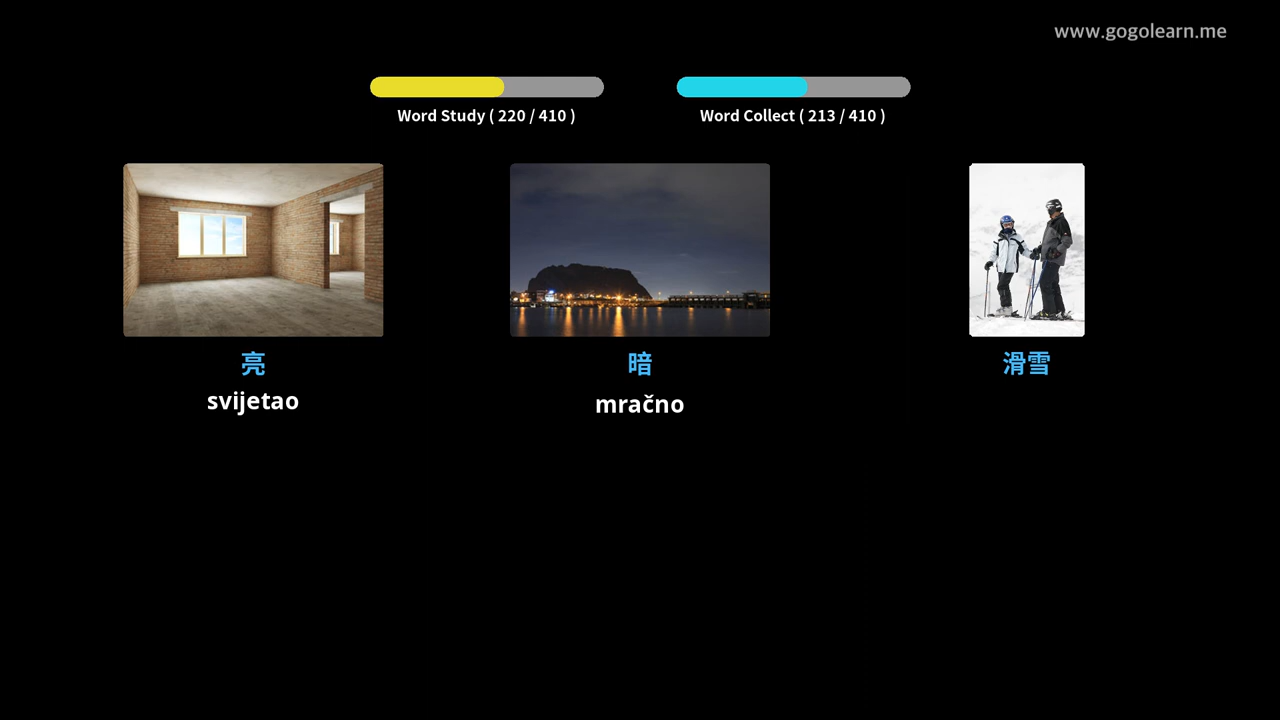 www.gogolearn.me
Word Study ( 220 / 410 )
Word Collect ( 213 / 410 )
亮
svijetao
暗
mračno
滑雪